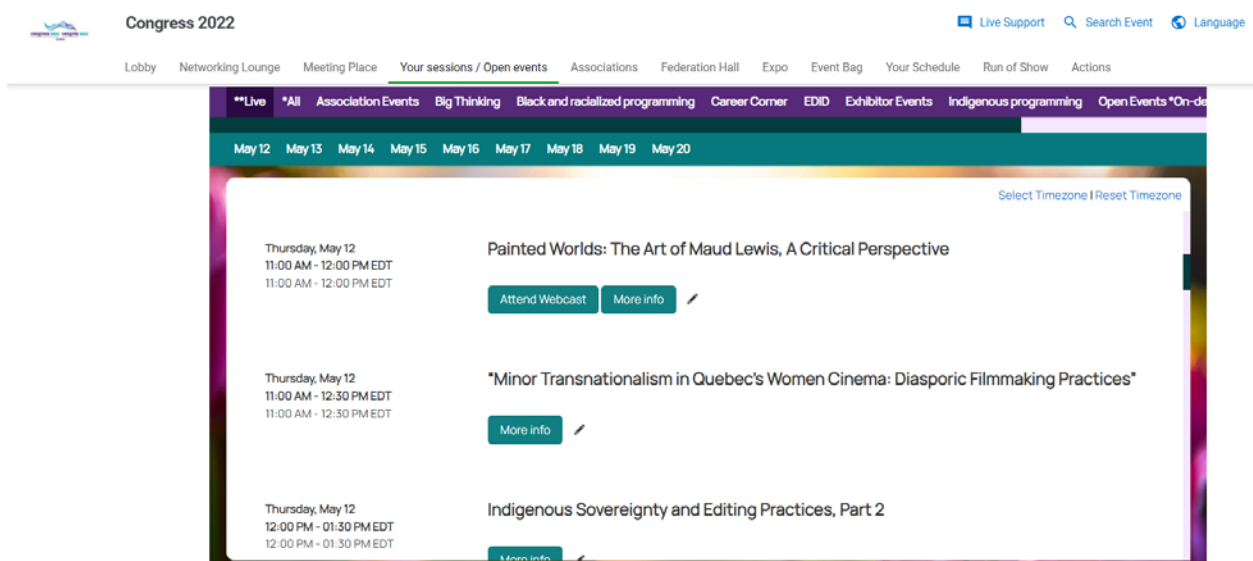 Congress 2022
Live Support Search Event Language
Lobby Networking Lounge Meeting Place Your sessions / Open events Associations Federation Hall Expo Event Bag Your Schedule Run of Show Actions
**Live *All Association Events Big Thinking Black and racialized programming Career Corner EDID Exhibitor Events Indigenous programming Open Events *On-de
May 12 May 13 May 14 May 15 May 16 May 17 May 18 May 19 May 20
Select Timezone | Reset Timezone
Thursday, May 12
11:00 AM - 12:00 PM EDT
11:00 AM - 12:00 PM EDT
Painted Worlds: The Art of Maud Lewis, A Critical Perspective
Attend Webcast More info
Thursday, May 12
11:00 AM - 12:30 PM EDT
11:00 AM - 12:30 PM EDT
"Minor Transnationalism in Quebec's Women Cinema: Diasporic Filmmaking Practices"
More info
Thursday, May 12
12:00 PM - 01:30 PM EDT
12:00 PM - 01:30 PM EDT
Indigenous Sovereignty and Editing Practices, Part 2
More info